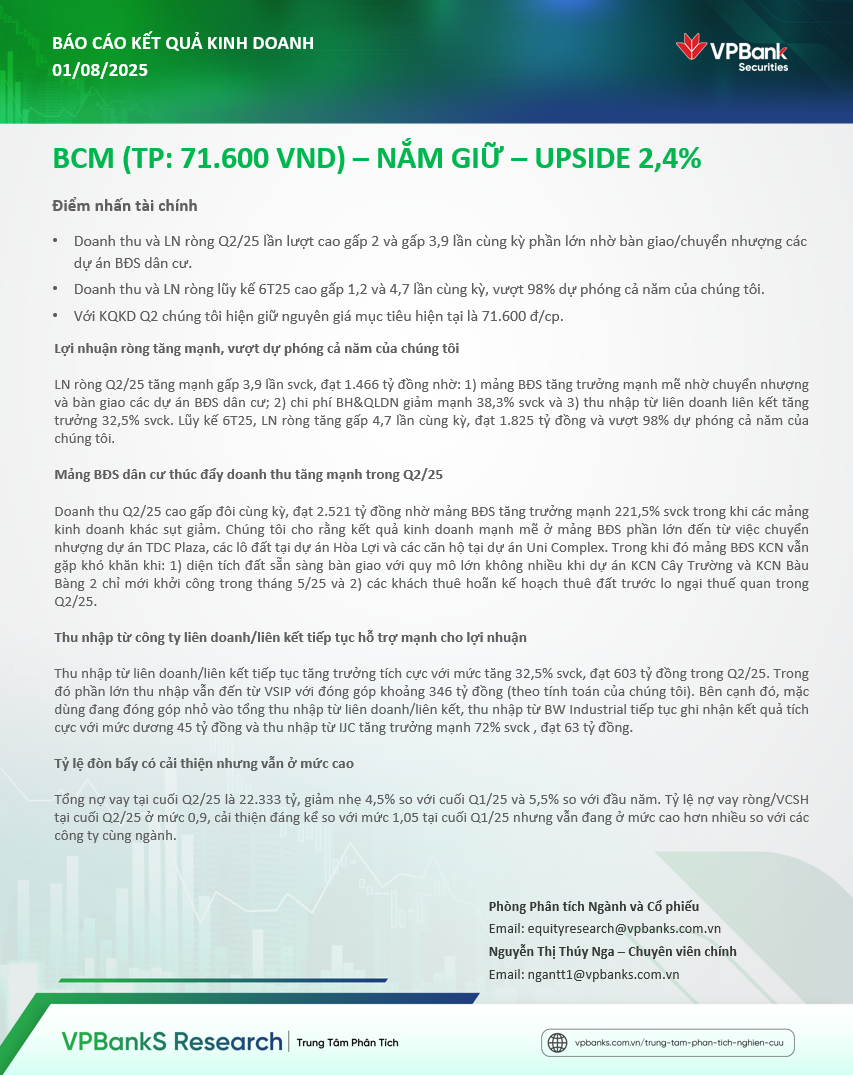 BÁO CÁO KẾT QUẢ KINH DOANH
01/08/2025
VPBank
Securities
BCM (TP: 71.600 VND) – NẮM GIỮ – UPSIDE 2,4%
Điểm nhấn tài chính
• Doanh thu và LN ròng Q2/25 lần lượt cao gấp 2 và gấp 3,9 lần cùng kỳ phần lớn nhờ bàn giao/chuyển nhượng các
dự án BĐS dân cư.
• Doanh thu và LN ròng lũy kế 6T25 cao gấp 1,2 và 4,7 lần cùng kỳ, vượt 98% dự phóng cả năm của chúng tôi.
• Với KQKD Q2 chúng tôi hiện giữ nguyên giá mục tiêu hiện tại là 71.600 đ/cp.
Lợi nhuận ròng tăng mạnh, vượt dự phóng cả năm của chúng tôi
LN ròng Q2/25 tăng mạnh gấp 3,9 lần svck, đạt 1.466 tỷ đồng nhờ: 1) mảng BĐS tăng trưởng mạnh mẽ nhờ chuyển nhượng
và bàn giao các dự án BĐS dân cư; 2) chi phí BH&QLDN giảm mạnh 38,3% svck và 3) thu nhập từ liên doanh liên kết tăng
trưởng 32,5% svck. Lũy kế 6T25, LN ròng tăng gấp 4,7 lần cùng kỳ, đạt 1.825 tỷ đồng và vượt 98% dự phóng cả năm của
chúng tôi.
Mảng BĐS dân cư thúc đẩy doanh thu tăng mạnh trong Q2/25
Doanh thu Q2/25 cao gấp đôi cùng kỳ, đạt 2.521 tỷ đồng nhờ mảng BĐS tăng trưởng mạnh 221,5% svck trong khi các mảng
kinh doanh khác sụt giảm. Chúng tôi cho rằng kết quả kinh doanh mạnh mẽ ở mảng BĐS phần lớn đến từ việc chuyển
nhượng dự án TDC Plaza, các lô đất tại dự án Hòa Lợi và các căn hộ tại dự án Uni Complex. Trong khi đó mảng BĐS KCN vẫn
gặp khó khăn khi: 1) diện tích đất sẵn sàng bàn giao với quy mô lớn không nhiều khi dự án KCN Cây Trường và KCN Bàu
Bàng 2 chỉ mới khởi công trong tháng 5/25 và 2) các khách thuê hoãn kế hoạch thuê đất trước lo ngại thuế quan trong
Q2/25.
Thu nhập từ công ty liên doanh/liên kết tiếp tục hỗ trợ mạnh cho lợi nhuận
Thu nhập từ liên doanh/liên kết tiếp tục tăng trưởng tích cực với mức tăng 32,5% svck, đạt 603 tỷ đồng trong Q2/25. Trong
đó phần lớn thu nhập vẫn đến từ VSIP với đóng góp khoảng 346 tỷ đồng (theo tính toán của chúng tôi). Bên cạnh đó, mặc
dùng đang đóng góp nhỏ vào tổng thu nhập từ liên doanh/liên kết, thu nhập từ BW Industrial tiếp tục ghi nhận kết quả tích
cực với mức dương 45 tỷ đồng và thu nhập từ IJC tăng trưởng mạnh 72% svck , đạt 63 tỷ đồng.
Tỷ lệ đòn bẩy có cải thiện nhưng vẫn ở mức cao
Tổng nợ vay tại cuối Q2/25 là 22.333 tỷ, giảm nhẹ 4,5% so với cuối Q1/25 và 5,5% so với đầu năm. Tỷ lệ nợ vay ròng/VCSH
tại cuối Q2/25 ở mức 0,9, cải thiện đáng kể so với mức 1,05 tại cuối Q1/25 nhưng vẫn đang ở mức cao hơn nhiều so với các
công ty cùng ngành.
Phòng Phân tích Ngành và Cổ phiếu
Email: equityresearch@vpbanks.com.vn
Nguyễn Thị Thúy Nga – Chuyên viên chính
Email: ngantt1@vpbanks.com.vn
VPBankS Research | Trung Tâm Phân Tích
vpbanks.com.vn/trung-tam-phan-tich-nghien-cuu